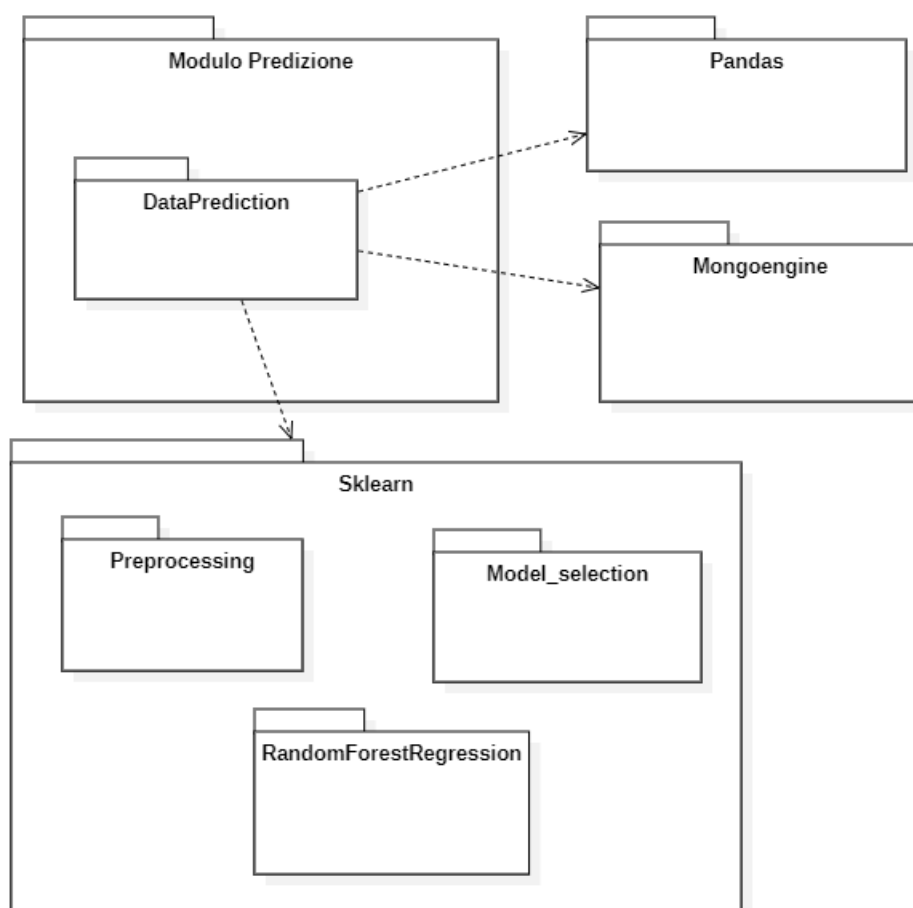 Modulo Predizione
Pandas
DataPrediction
Mongoengine
Sklearn
Preprocessing
Model_selection
RandomForestRegression